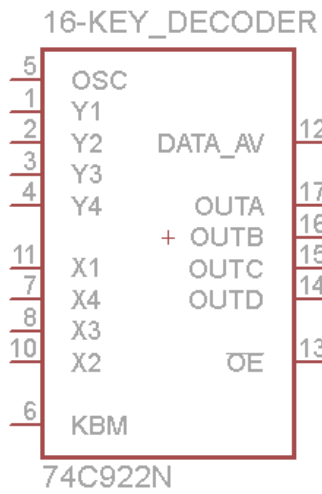 16-KEY_DECODER
5 OSC
1 Y1
2 Y2 DATA_AV 12
3 Y3
4 Y4 OUTA 17
OUTB 16
11 X1 OUTC 15
7 X4 OUTD 14
8 X3
10 X2 OE 13
6 KBM
74C922N